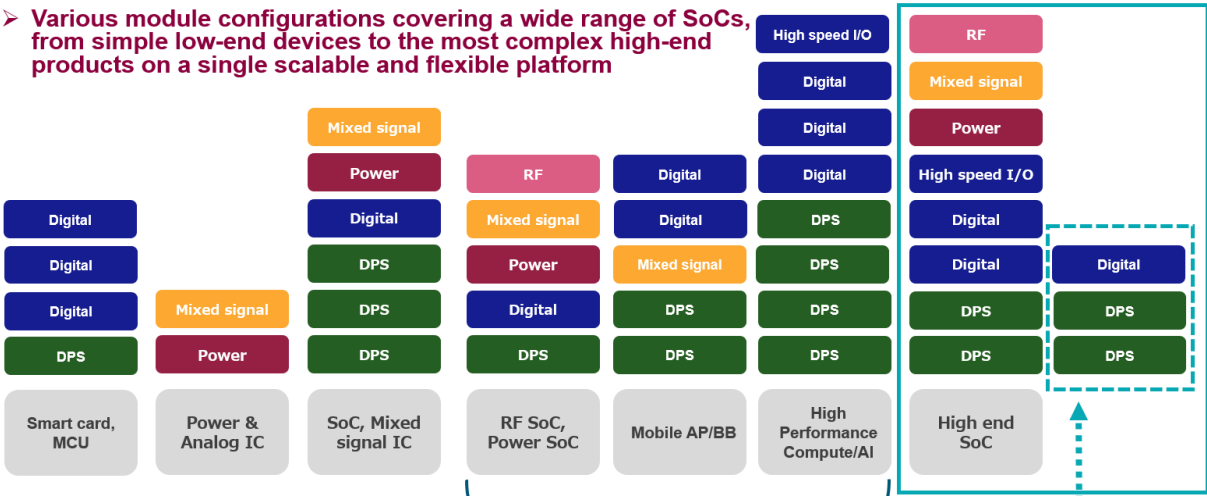 ➢ Various module configurations covering a wide range of SoCs,
from simple low-end devices to the most complex high-end
products on a single scalable and flexible platform
Digital
Digital
Digital
DPS
Smart card,
MCU
Mixed signal
Power
Power &
Analog IC
Mixed signal
Power
Digital
DPS
DPS
DPS
SoC, Mixed
signal IC
RF
Mixed signal
Power
Digital
DPS
RF SoC,
Power SoC
Digital
Digital
Mixed signal
DPS
DPS
Mobile AP/BB
High speed I/O
Digital
Digital
Digital
DPS
DPS
DPS
DPS
High
Performance
Compute/AI
RF
Mixed signal
Power
High speed I/O
Digital
Digital
DPS
DPS
High end
SoC
Digital
DPS
DPS